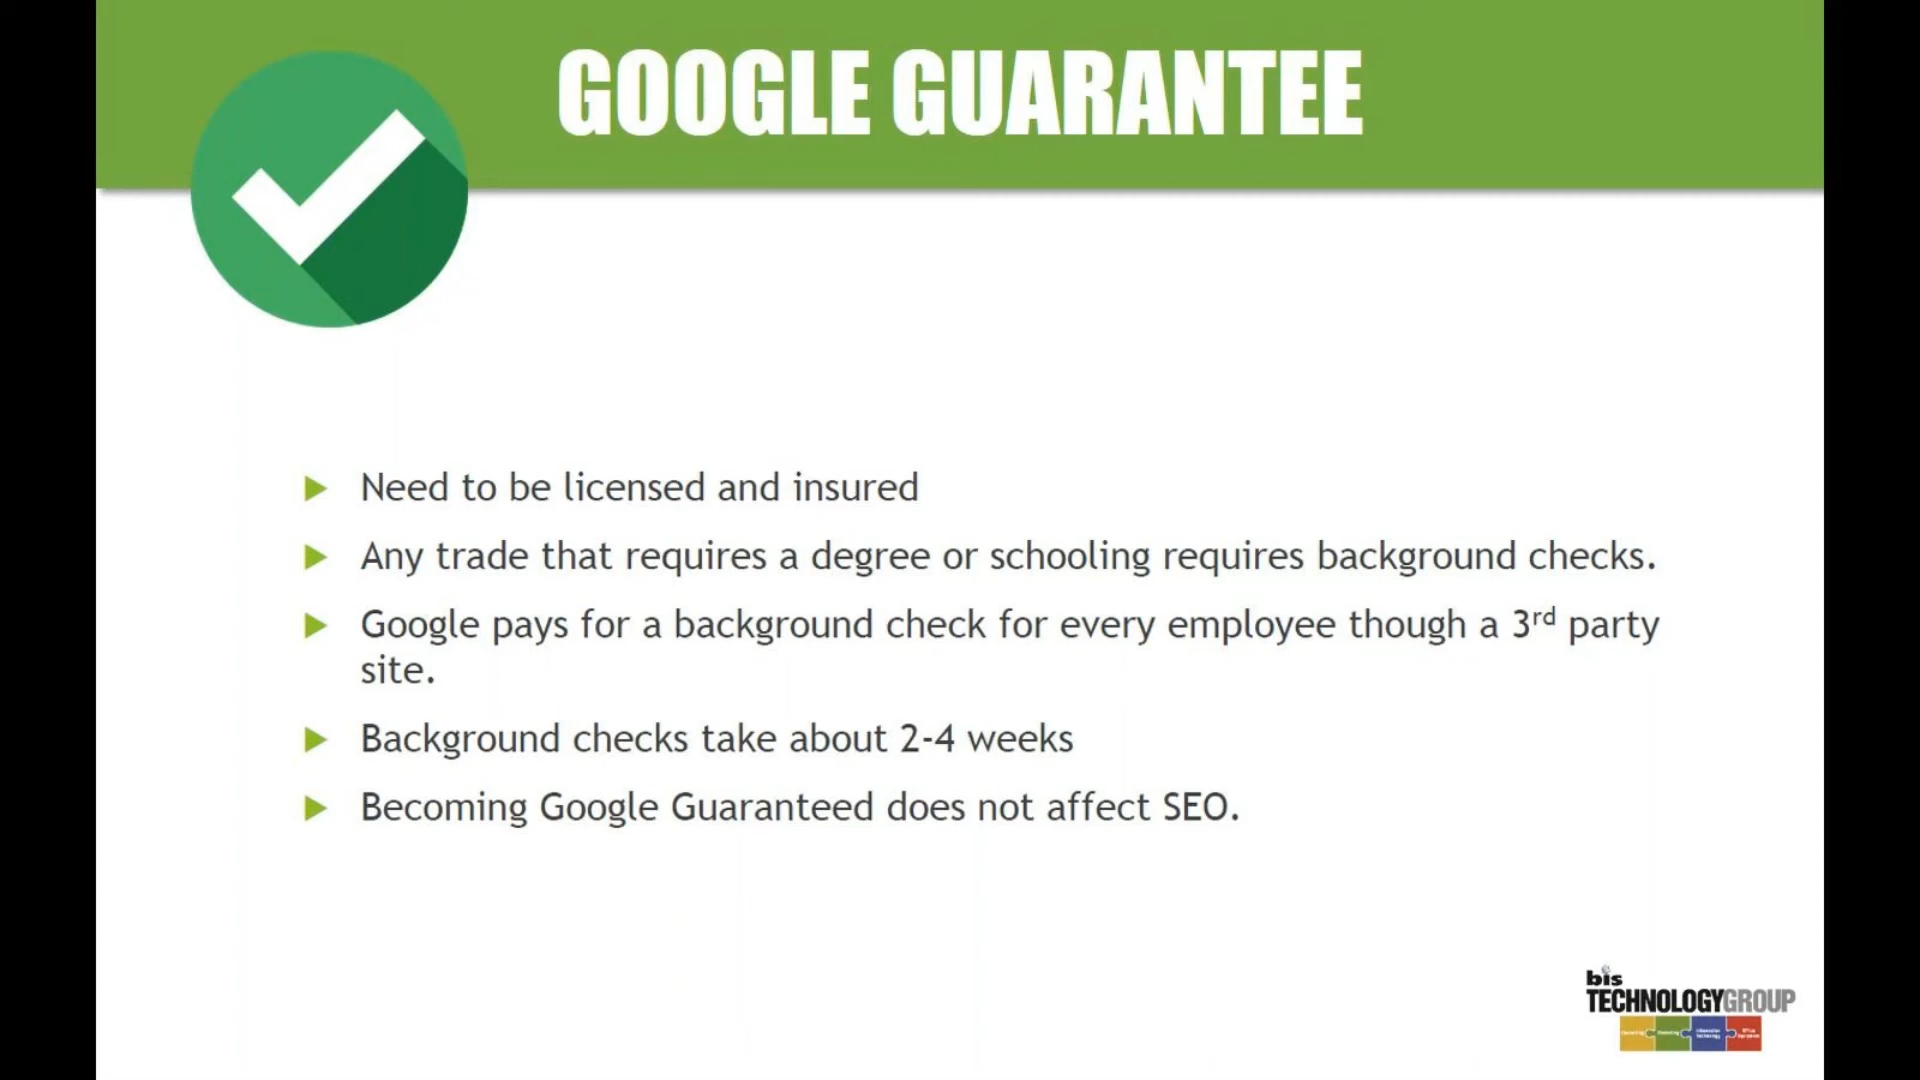 GOOGLE GUARANTEE
Need to be licensed and insured
Any trade that requires a degree or schooling requires background checks.
Google pays for a background check for every employee though a 3rd party
site.
Background checks take about 2-4 weeks
Becoming Google Guaranteed does not affect SEO.
bis
TECHNOLOGYGROUP